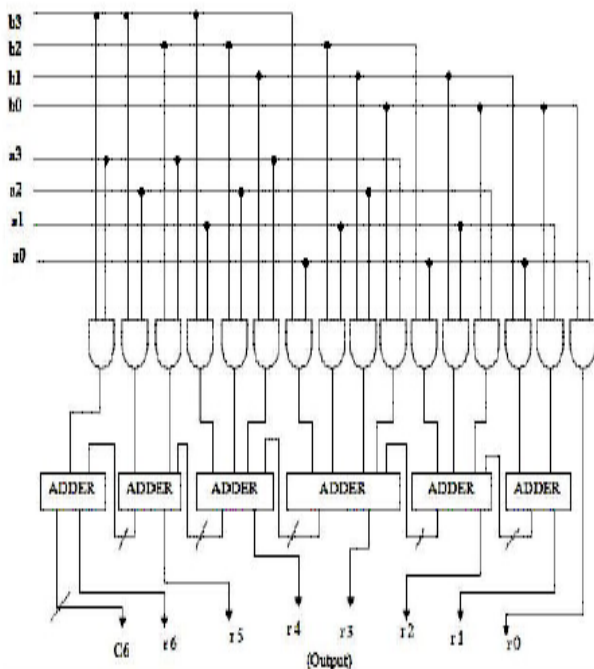 b3
b2
b1
b0
a3
a2
a1
a0
ADDER ADDER ADDER ADDER ADDER ADDER
C6 r6 r5 r4 r3 r2 r1 r0
(Output)